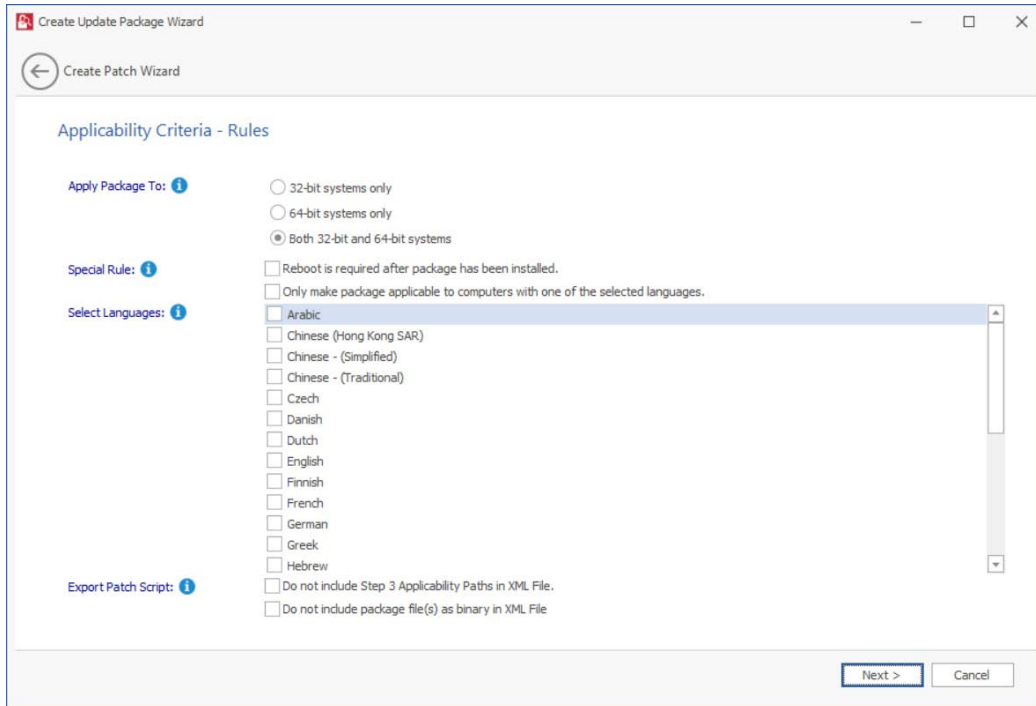 Create Update Package Wizard
Create Patch Wizard
Applicability Criteria - Rules
Apply Package To:
32-bit systems only
64-bit systems only
Both 32-bit and 64-bit systems
Special Rule:
Reboot is required after package has been installed.
Only make package applicable to computers with one of the selected languages.
Select Languages:
Arabic
Chinese (Hong Kong SAR)
Chinese - (Simplified)
Chinese - (Traditional)
Czech
Danish
Dutch
English
Finnish
French
German
Greek
Hebrew
Export Patch Script:
Do not include Step 3 Applicability Paths in XML File.
Do not include package file(s) as binary in XML File
Next >
Cancel